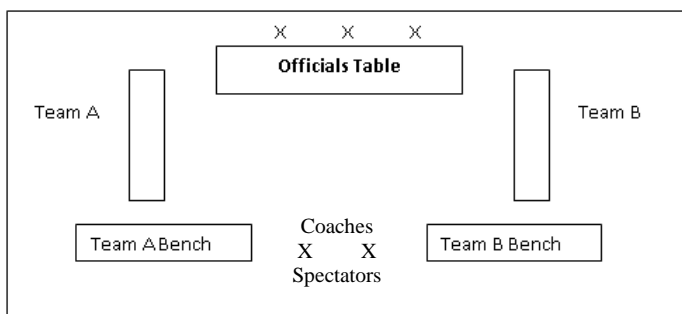 X X X
Officials Table
Team A
Team B
Coaches
Team A Bench
X X
Team B Bench
Spectators